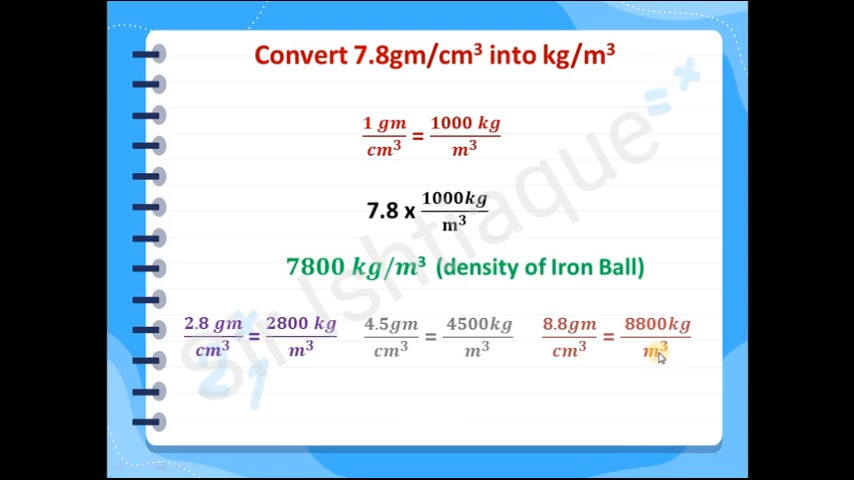 Convert 7.8gm/cm³ into kg/m³
1 gm/cm³ = 1000 kg/m³
7.8 x 1000kg/m³
7800 kg/m³ (density of Iron Ball)
2.8 gm/cm³ = 2800 kg/m³ 4.5gm/cm³ = 4500kg/m³ 8.8gm/cm³ = 8800kg/m³
Sir Ishtiaque